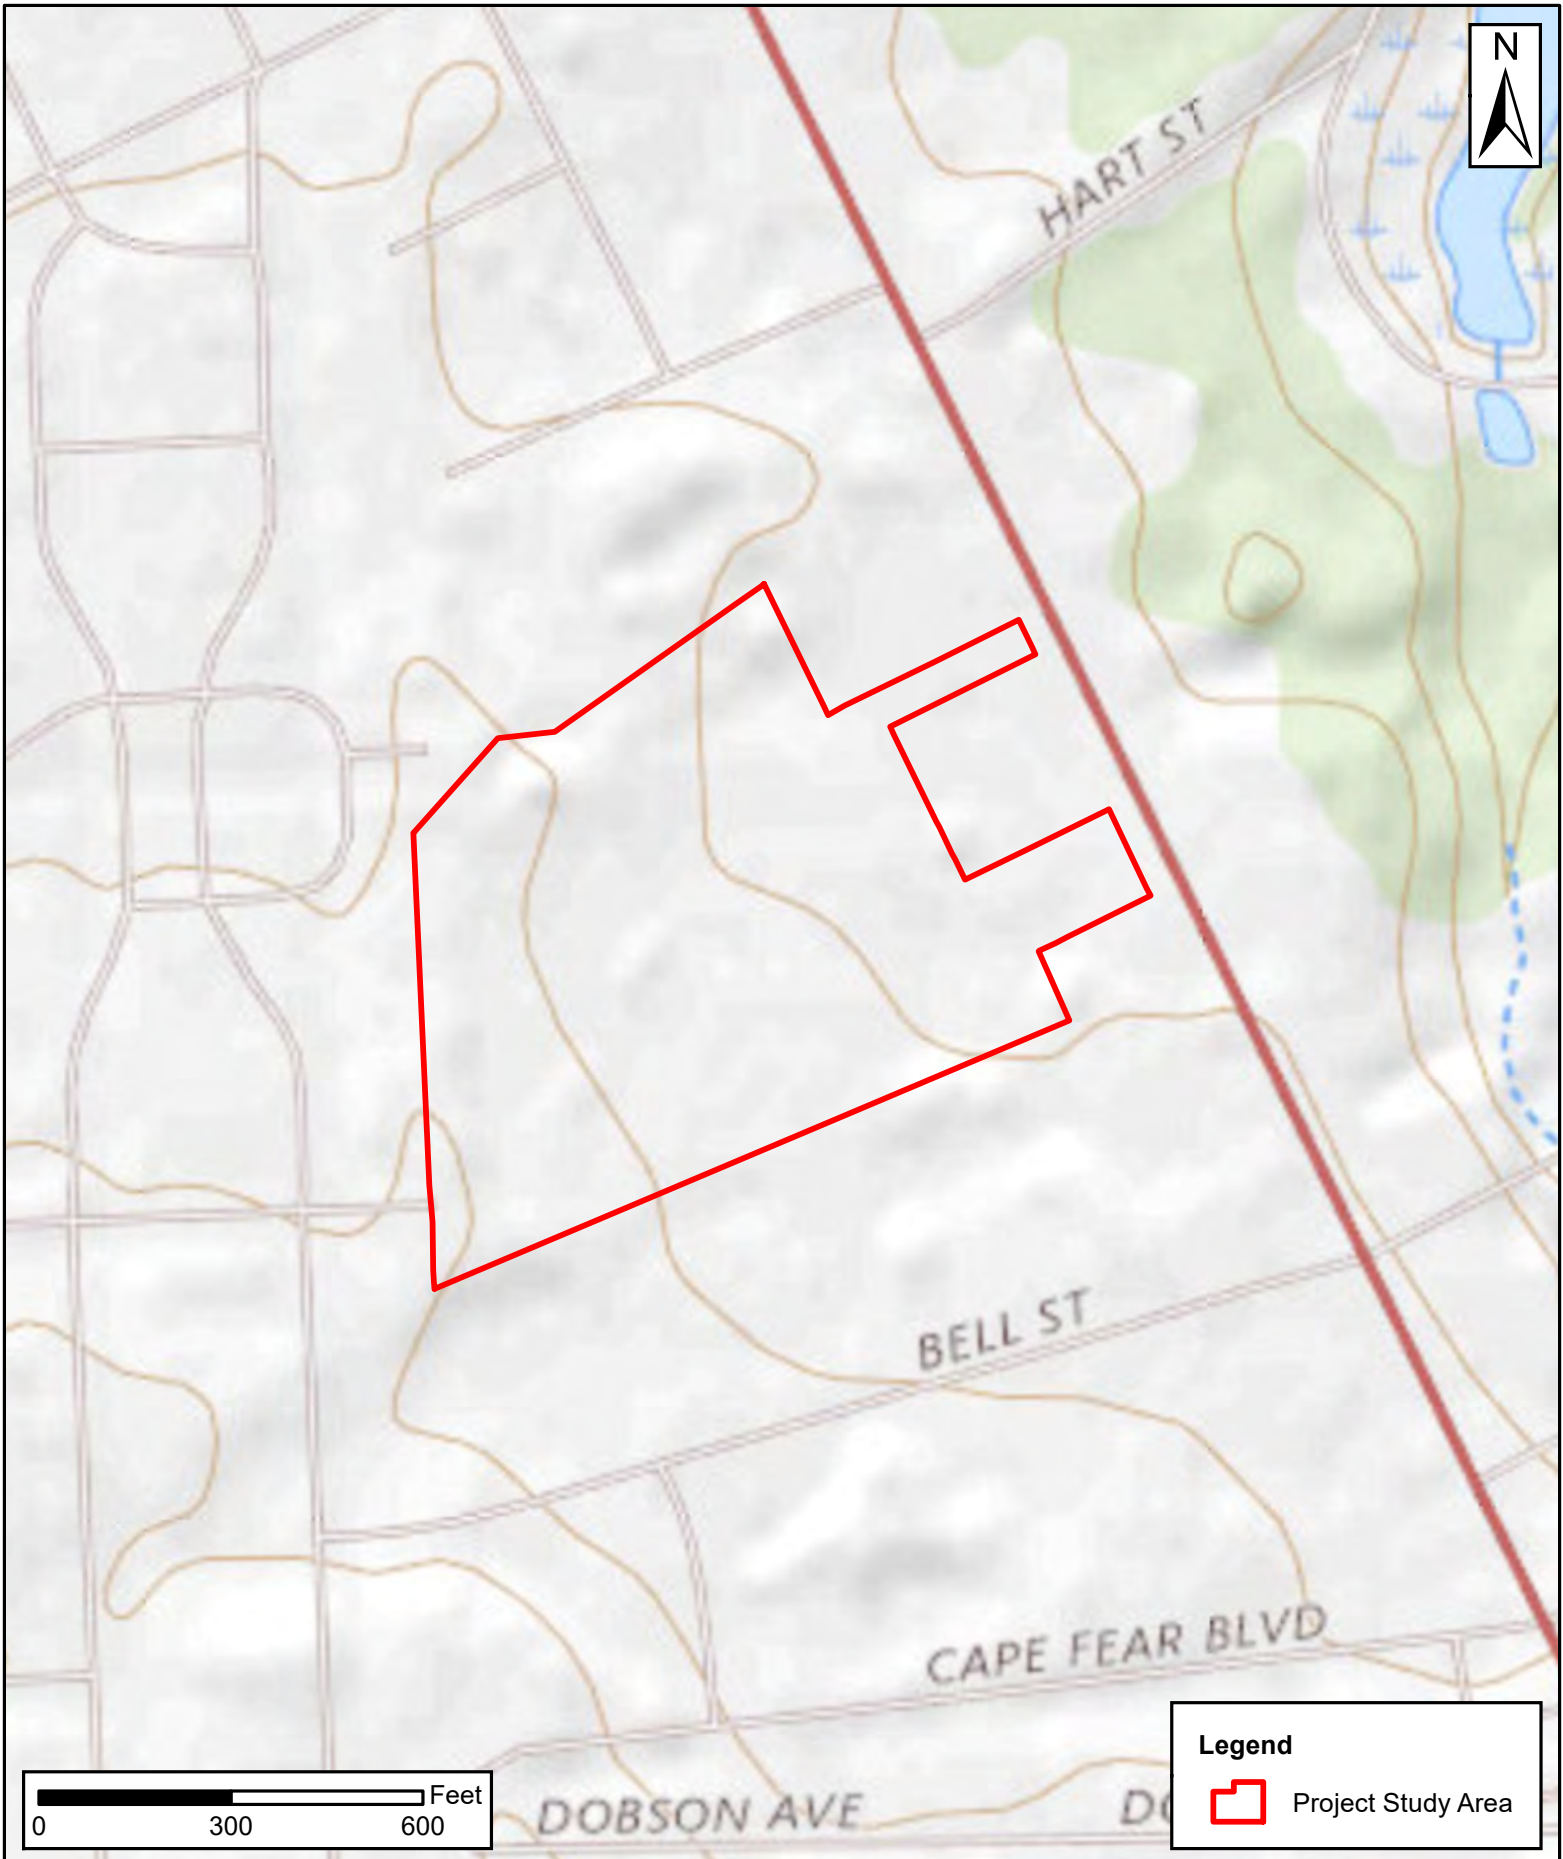 N
HART ST
BELL ST
CAPE FEAR BLVD
Legend
Project Study Area
Feet
0 300 600
DOBSON AVE